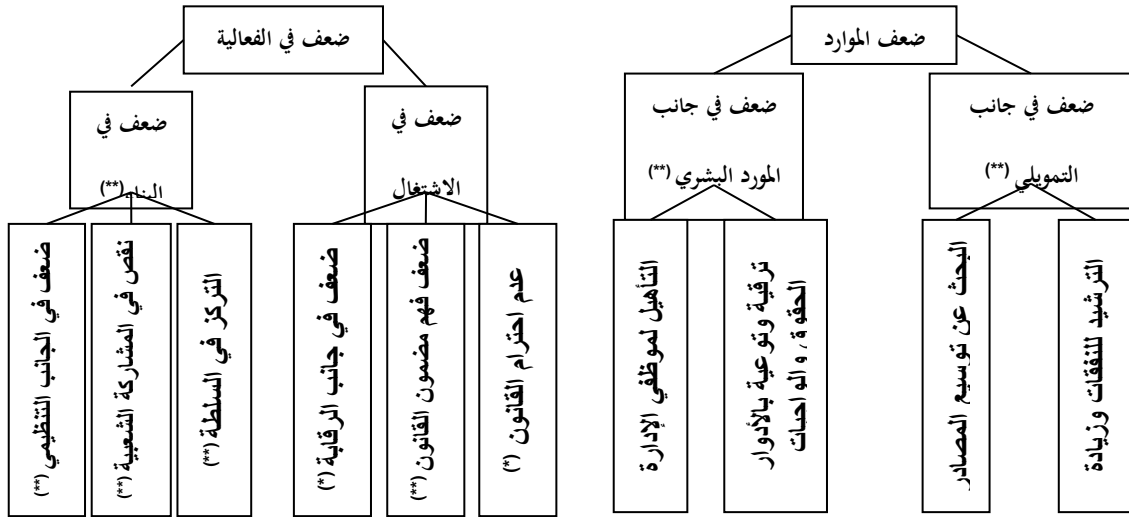 ضعف الموارد
ضعف في الفعالية
ضعف في جانب
التمويلي (**)
ضعف في جانب
المورد البشري (**)
ضعف في
الاشتغال
ضعف في
البناء (**)
الترشيد للنفقات وزيادة
البحث عن توسيع المصادر
ترقية وتوعية بالأدوار
الحقوق والواجبات
التأهيل لموظفي الإدارة
عدم احترام القانون (*)
ضعف فهم مضمون القانون (**)
ضعف في جانب الرقابة (*)
التركز في السلطة (**)
نقص في المشاركة الشعبية (**)
ضعف في الجانب التنظيمي (**)